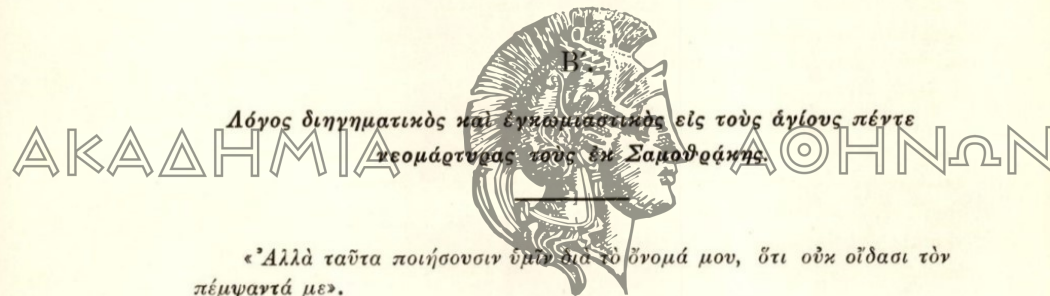 Β΄.
Λόγος διηγηματικὸς καὶ ἐγκωμιαστικὸς εἰς τοὺς ἁγίους πέντε
νεομάρτυρας τοὺς ἐκ Σαμοθρᾴκης.
ΑΚΑΔΗΜΙΑ ΑΘΗΝΩΝ
«Ἀλλὰ ταῦτα ποιήσουσιν ὑμῖν διὰ τὸ ὄνομά μου, ὅτι οὐκ οἴδασι τὸν
πέμψαντά με».